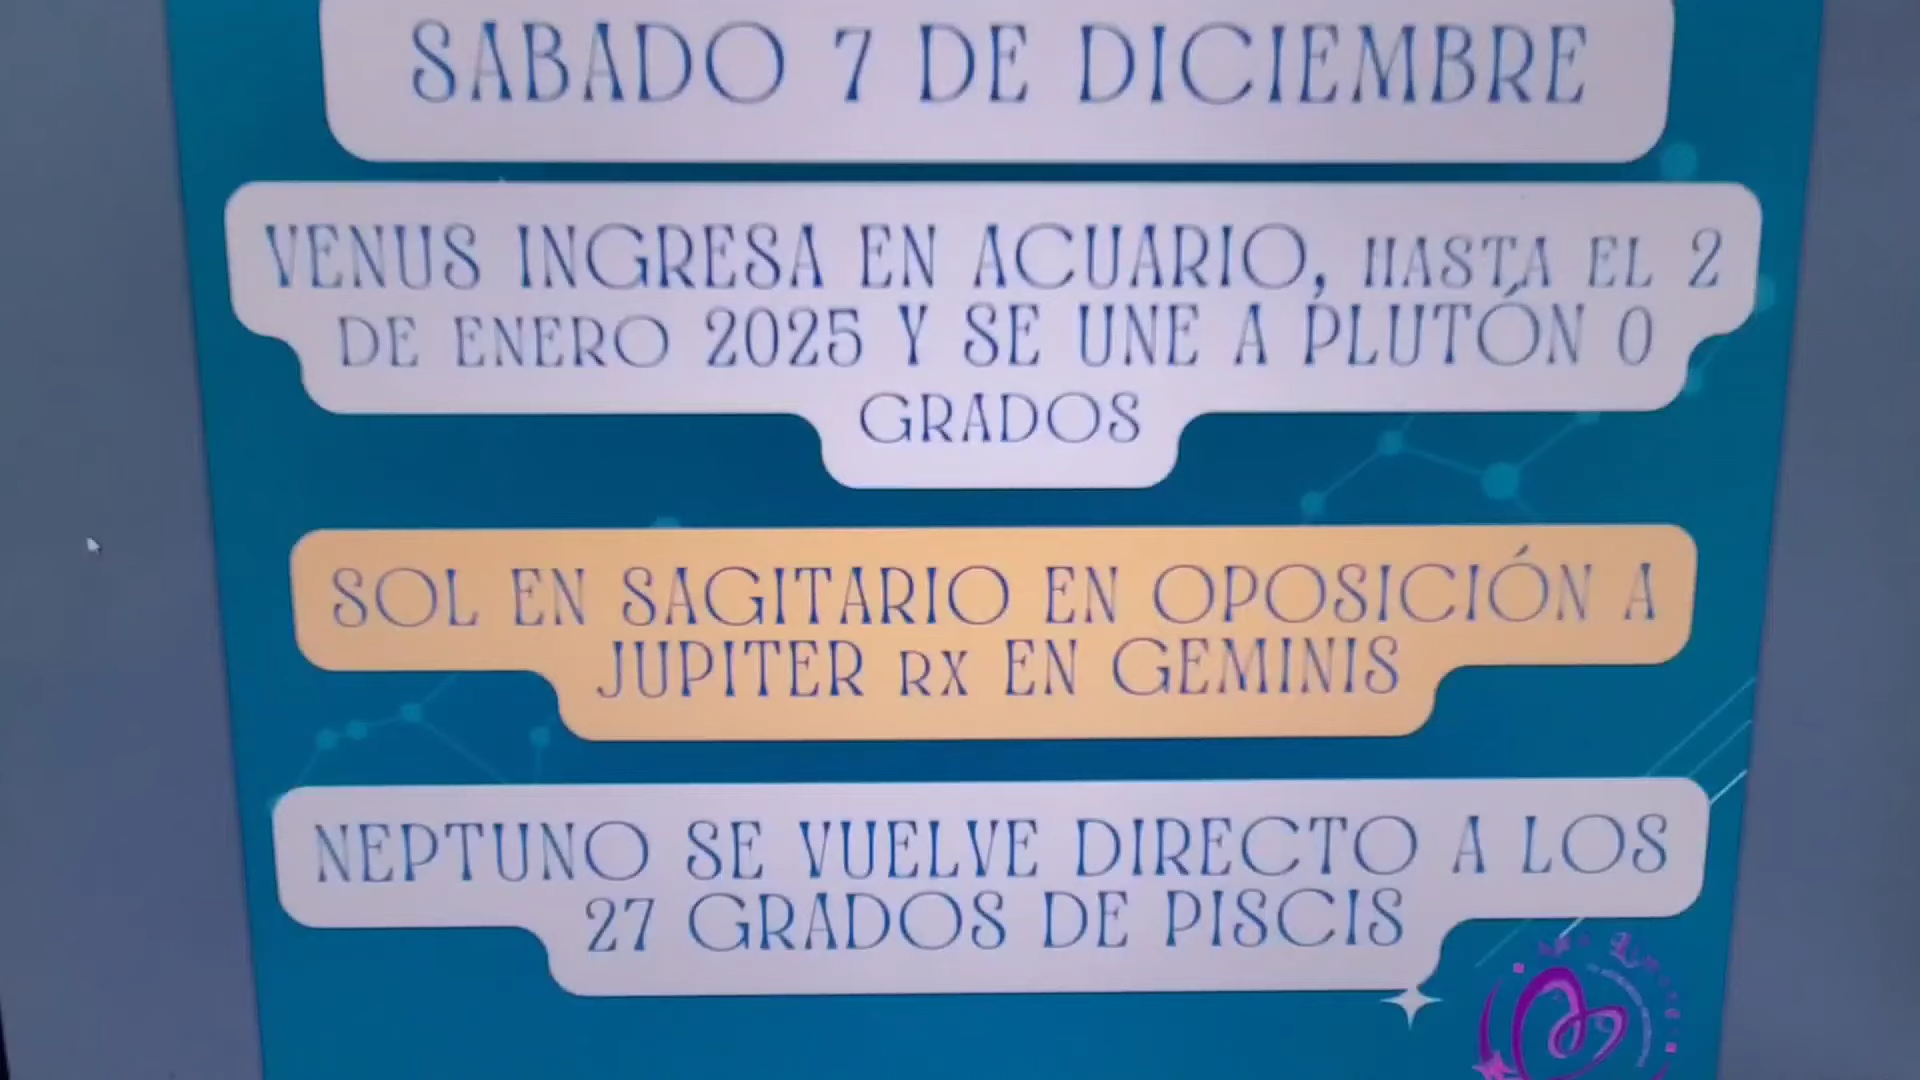 SABADO 7 DE DICIEMBRE
VENUS INGRESA EN ACUARIO, HASTA EL 2
DE ENERO 2025 Y SE UNE A PLUTÓN 0
GRADOS
SOL EN SAGITARIO EN OPOSICIÓN A
JUPITER RX EN GEMINIS
NEPTUNO SE VUELVE DIRECTO A LOS
27 GRADOS DE PISCIS